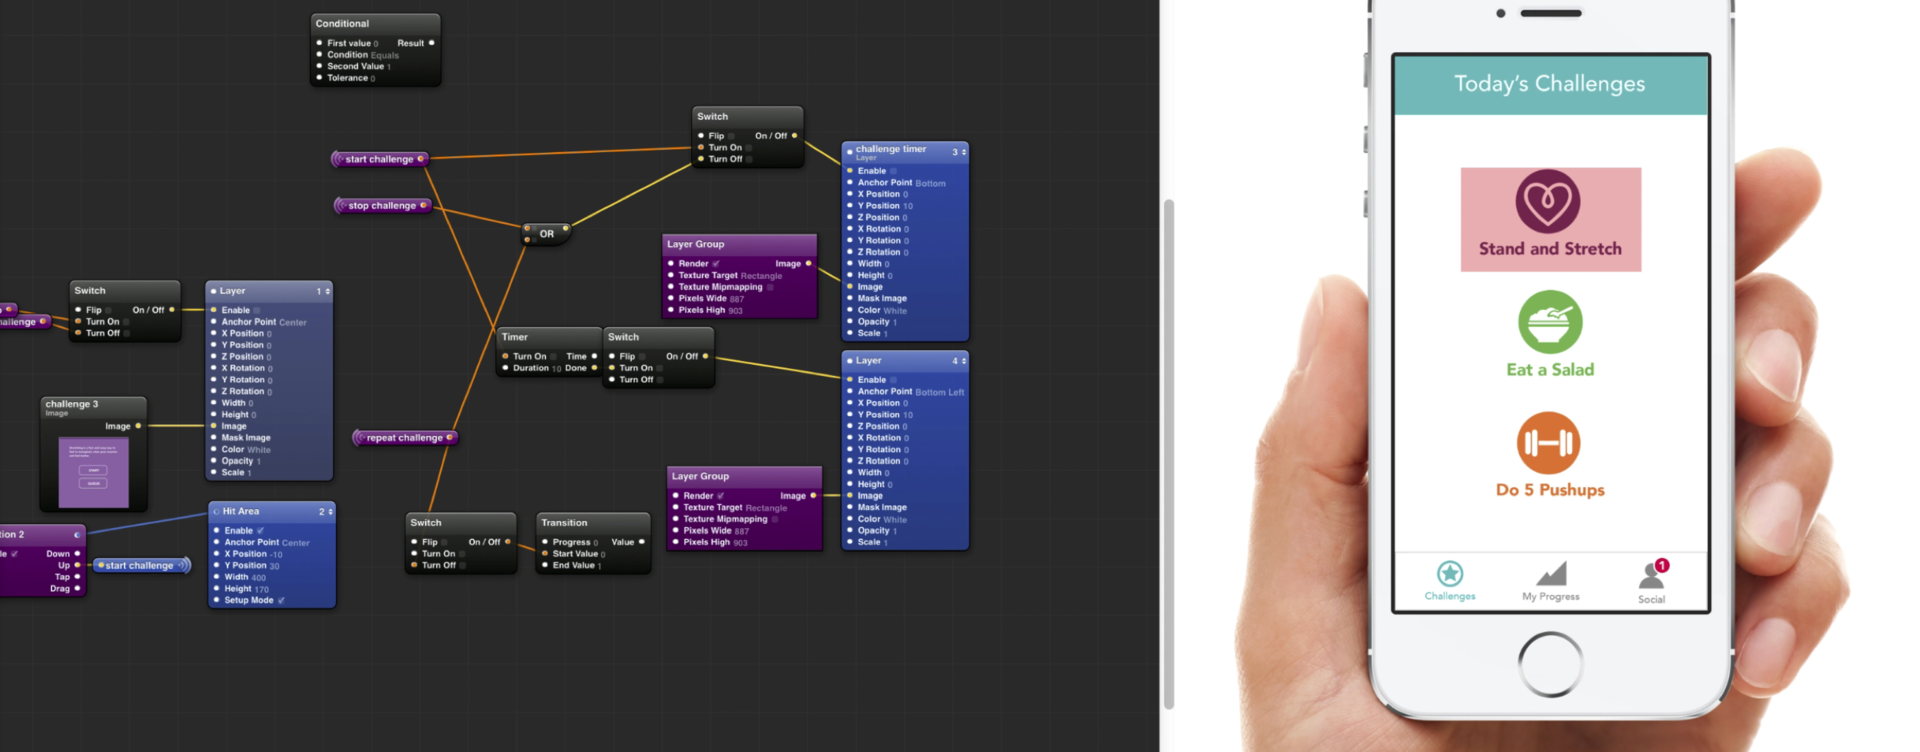 Conditional
First value 0 Result
Condition Equals
Second Value 1
Tolerance 0
start challenge
stop challenge
OR
Switch
Flip On / Off
Turn On
Turn Off
challenge timer 3
Layer
Enable
Anchor Point Bottom
X Position 0
Y Position 10
Z Position 0
X Rotation 0
Y Rotation 0
Z Rotation 0
Width 0
Height 0
Image
Mask Image
Color White
Opacity 1
Scale 1
Layer Group
Render Image
Texture Target Rectangle
Texture Mipmapping
Pixels Wide 887
Pixels High 903
Switch
Flip On / Off
Turn On
Turn Off
Layer 1
Enable
Anchor Point Center
X Position 0
Y Position 0
Z Position 0
X Rotation 0
Y Rotation 0
Z Rotation 0
Width 0
Height 0
Image
Mask Image
Color White
Opacity 1
Scale 1
challenge 3
Image
Image
Timer
Turn On Time
Duration 10 Done
Switch
Flip On / Off
Turn On
Turn Off
Layer 4
Enable
Anchor Point Bottom Left
X Position 0
Y Position 10
Z Position 0
X Rotation 0
Y Rotation 0
Z Rotation 0
Width 0
Height 0
Image
Mask Image
Color White
Opacity 1
Scale 1
repeat challenge
Layer Group
Render Image
Texture Target Rectangle
Texture Mipmapping
Pixels Wide 887
Pixels High 903
Switch
Flip On / Off
Turn On
Turn Off
Transition
Progress 0 Value
Start Value 0
End Value 1
tion 2
le Down
Up
Tap
Drag
start challenge
Hit Area 2
Enable
Anchor Point Center
X Position -10
Y Position 30
Width 400
Height 170
Setup Mode
Today's Challenges
Stand and Stretch
Eat a Salad
Do 5 Pushups
Challenges
My Progress
1
Social